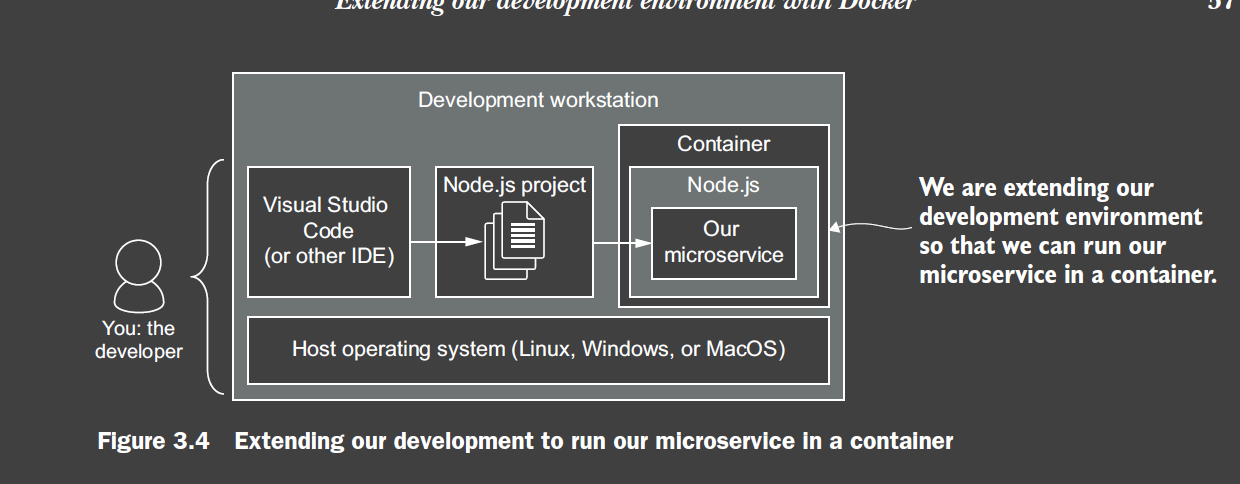 Extending our development environment with Docker 57
Development workstation
Container
Visual Studio
Code
(or other IDE)
Node.js project
Node.js
Our
microservice
We are extending our
development environment
so that we can run our
microservice in a container.
You: the
developer
Host operating system (Linux, Windows, or MacOS)
Figure 3.4 Extending our development to run our microservice in a container